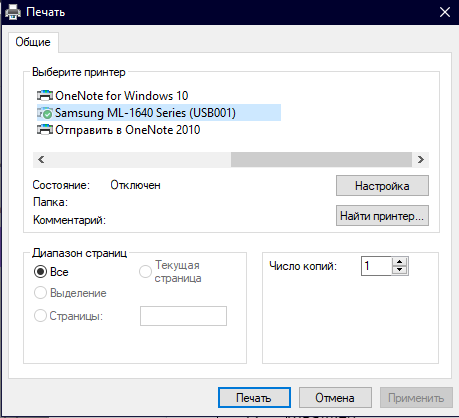 Печать
Общие
Выберите принтер
OneNote for Windows 10
Samsung ML-1640 Series (USB001)
Отправить в OneNote 2010
Состояние: Отключен
Настройка
Папка:
Комментарий:
Найти принтер...
Диапазон страниц
Все
Текущая страница
Выделение
Страницы:
Число копий: 1
Печать
Отмена
Применить